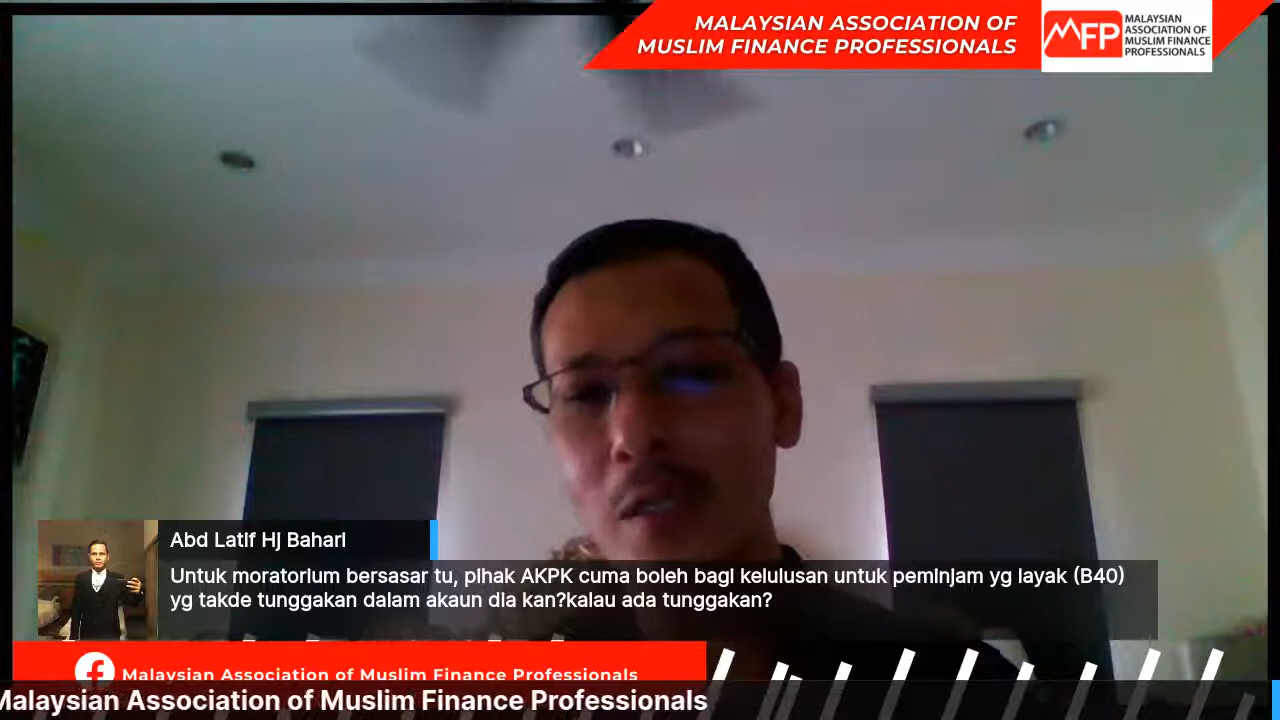 MALAYSIAN ASSOCIATION OF
MUSLIM FINANCE PROFESSIONALS
MFP
MALAYSIAN
ASSOCIATION OF
MUSLIM FINANCE
PROFESSIONALS
Abd Latif Hj Bahari
Untuk moratorium bersasar tu, pihak AKPK cuma boleh bagi kelulusan untuk peminjam yg layak (B40)
yg takde tunggakan dalam akaun dia kan?kalau ada tunggakan?
Malaysian Association of Muslim Finance Professionals
Malaysian Association of Muslim Finance Professionals